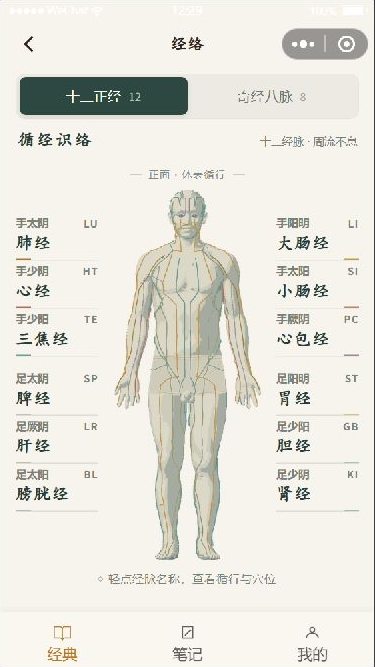 WeChat
12:99
100%
经络
十二正经 12
奇经八脉 8
循经识络
十二经脉·周流不息
正面·体表循行
手太阴 LU
肺经
手少阴 HT
心经
手少阳 TE
三焦经
足太阴 SP
脾经
足厥阴 LR
肝经
足太阳 BL
膀胱经
手阳明 LI
大肠经
手太阳 SI
小肠经
手厥阴 PC
心包经
足阳明 ST
胃经
足少阳 GB
胆经
足少阴 KI
肾经
轻点经脉名称，查看循行与穴位
经典
笔记
我的